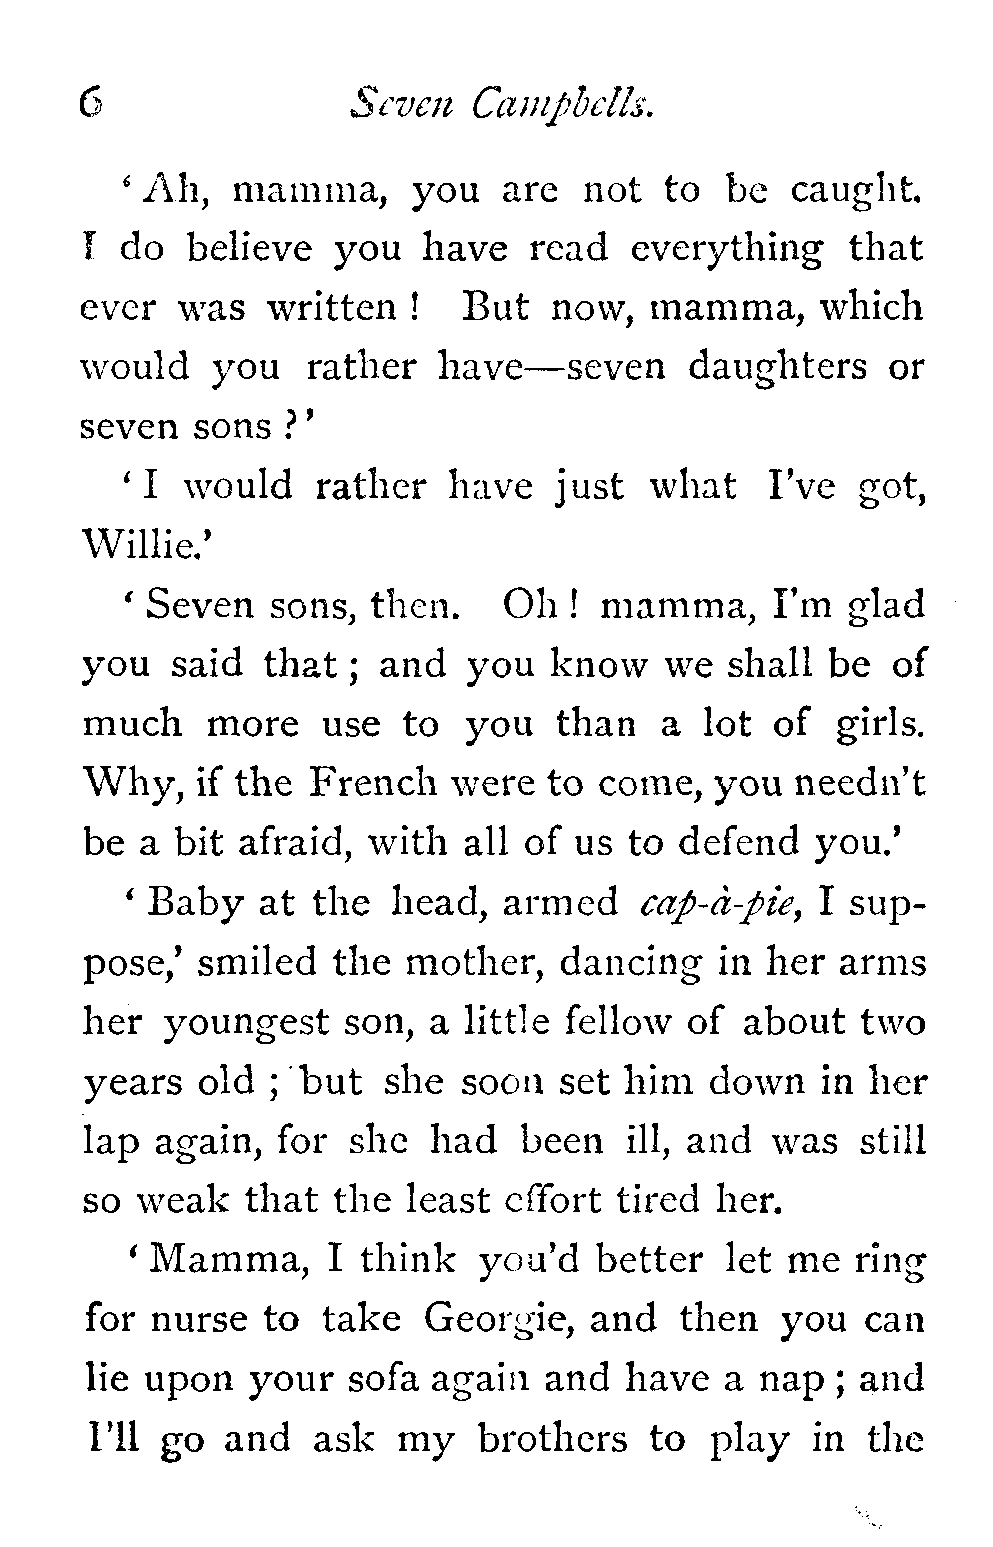 6 Seven Campbells.
‘Ah, mamma, you are not to be caught.
I do believe you have read everything that
ever was written! But now, mamma, which
would you rather have—seven daughters or
seven sons?’
‘I would rather have just what I’ve got,
Willie.’
‘Seven sons, then. Oh! mamma, I’m glad
you said that; and you know we shall be of
much more use to you than a lot of girls.
Why, if the French were to come, you needn’t
be a bit afraid, with all of us to defend you.’
‘Baby at the head, armed cap-à-pie, I sup-
pose,’ smiled the mother, dancing in her arms
her youngest son, a little fellow of about two
years old; but she soon set him down in her
lap again, for she had been ill, and was still
so weak that the least effort tired her.
‘Mamma, I think you’d better let me ring
for nurse to take Georgie, and then you can
lie upon your sofa again and have a nap; and
I’ll go and ask my brothers to play in the